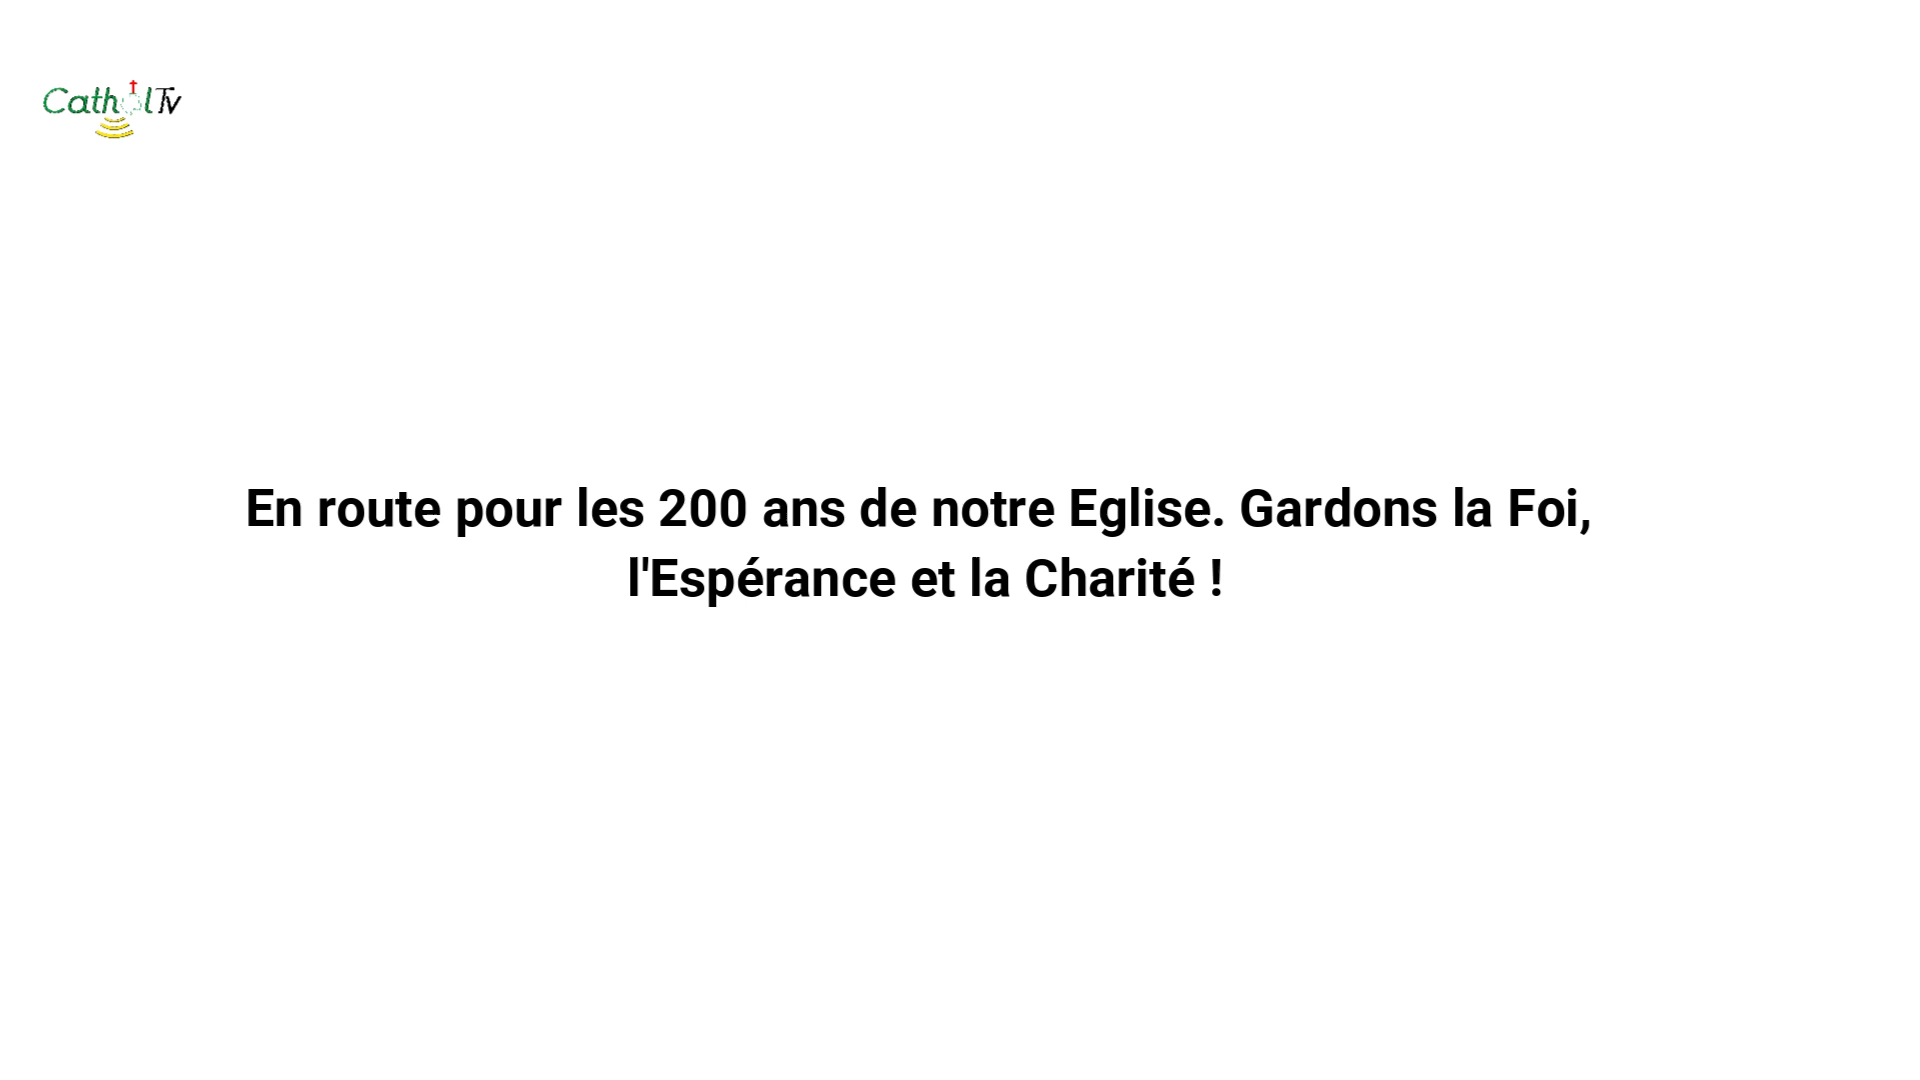 CatholTv
En route pour les 200 ans de notre Eglise. Gardons la Foi,
l'Espérance et la Charité !